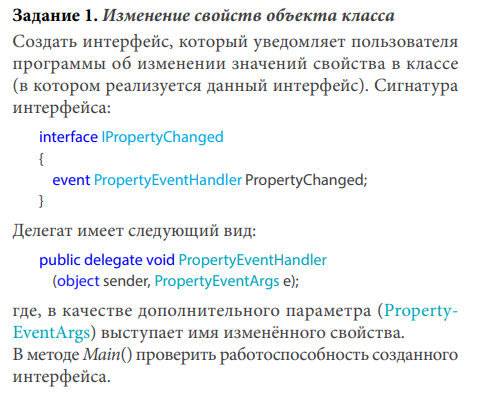 Задание 1. Изменение свойств объекта класса
Создать интерфейс, который уведомляет пользователя
программы об изменении значений свойства в классе
(в котором реализуется данный интерфейс). Сигнатура
интерфейса:
interface IPropertyChanged
{
event PropertyEventHandler PropertyChanged;
}
Делегат имеет следующий вид:
public delegate void PropertyEventHandler
(object sender, PropertyEventArgs e);
где, в качестве дополнительного параметра (Property-
EventArgs) выступает имя изменённого свойства.
В методе Main() проверить работоспособность созданного
интерфейса.